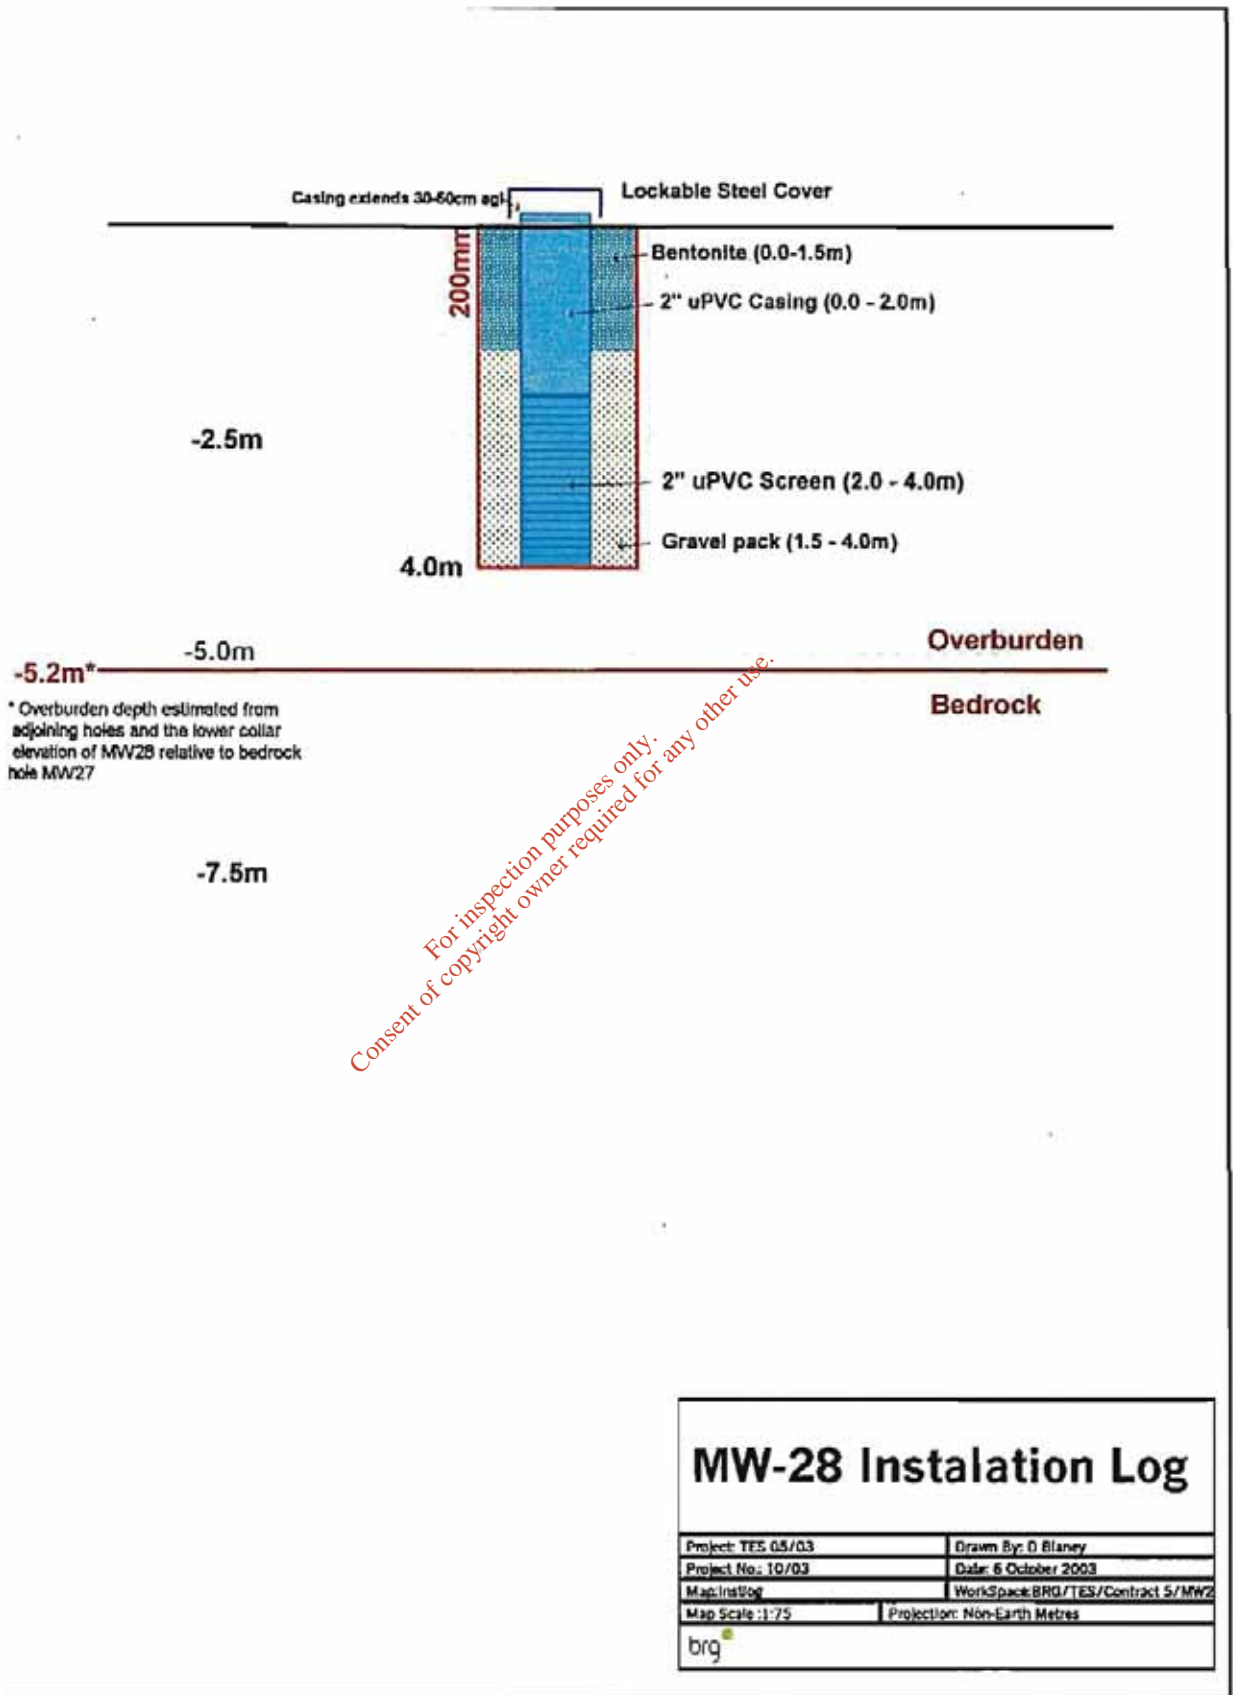 Casing extends 30-50cm agl
Lockable Steel Cover
200mm
Bentonite (0.0-1.5m)
2" uPVC Casing (0.0 - 2.0m)
-2.5m
2" uPVC Screen (2.0 - 4.0m)
Gravel pack (1.5 - 4.0m)
4.0m
Overburden
-5.0m
-5.2m*
Bedrock
* Overburden depth estimated from
adjoining holes and the lower collar
elevation of MW28 relative to bedrock
hole MW27
-7.5m
For inspection purposes only.
Consent of copyright owner required for any other use.
MW-28 Instalation Log
Project: TES 05/03
Drawn By: D Blaney
Project No.: 10/03
Date: 6 October 2003
Map:Instlog
WorkSpace:BRG/TES/Contract 5/MW2
Map Scale :1:75
Projection: Non-Earth Metres
brg